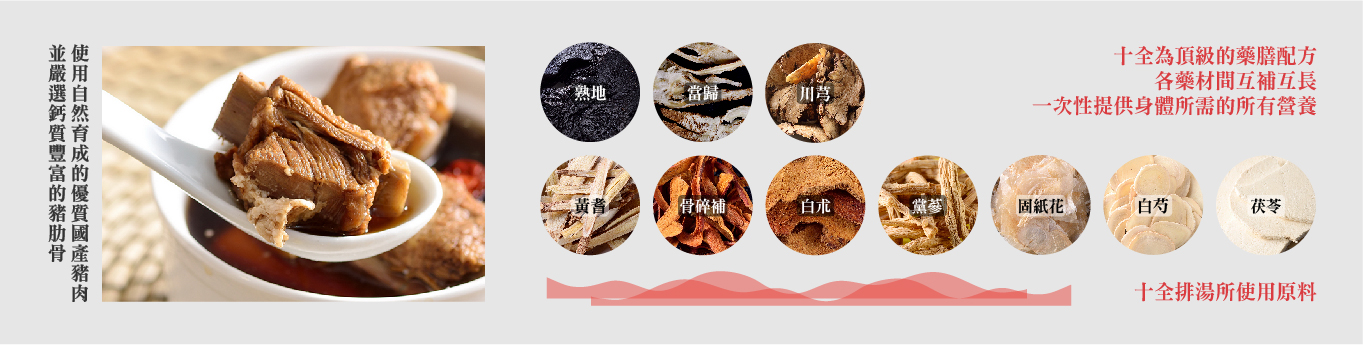 使用自然育成的優質國產豬肉
並嚴選鈣質豐富的豬肋骨
熟地
當歸
川芎
十全為頂級的藥膳配方
各藥材間互補互長
一次性提供身體所需的所有營養
黃耆
骨碎補
白朮
黨蔘
固紙花
白芍
茯苓
十全排湯所使用原料